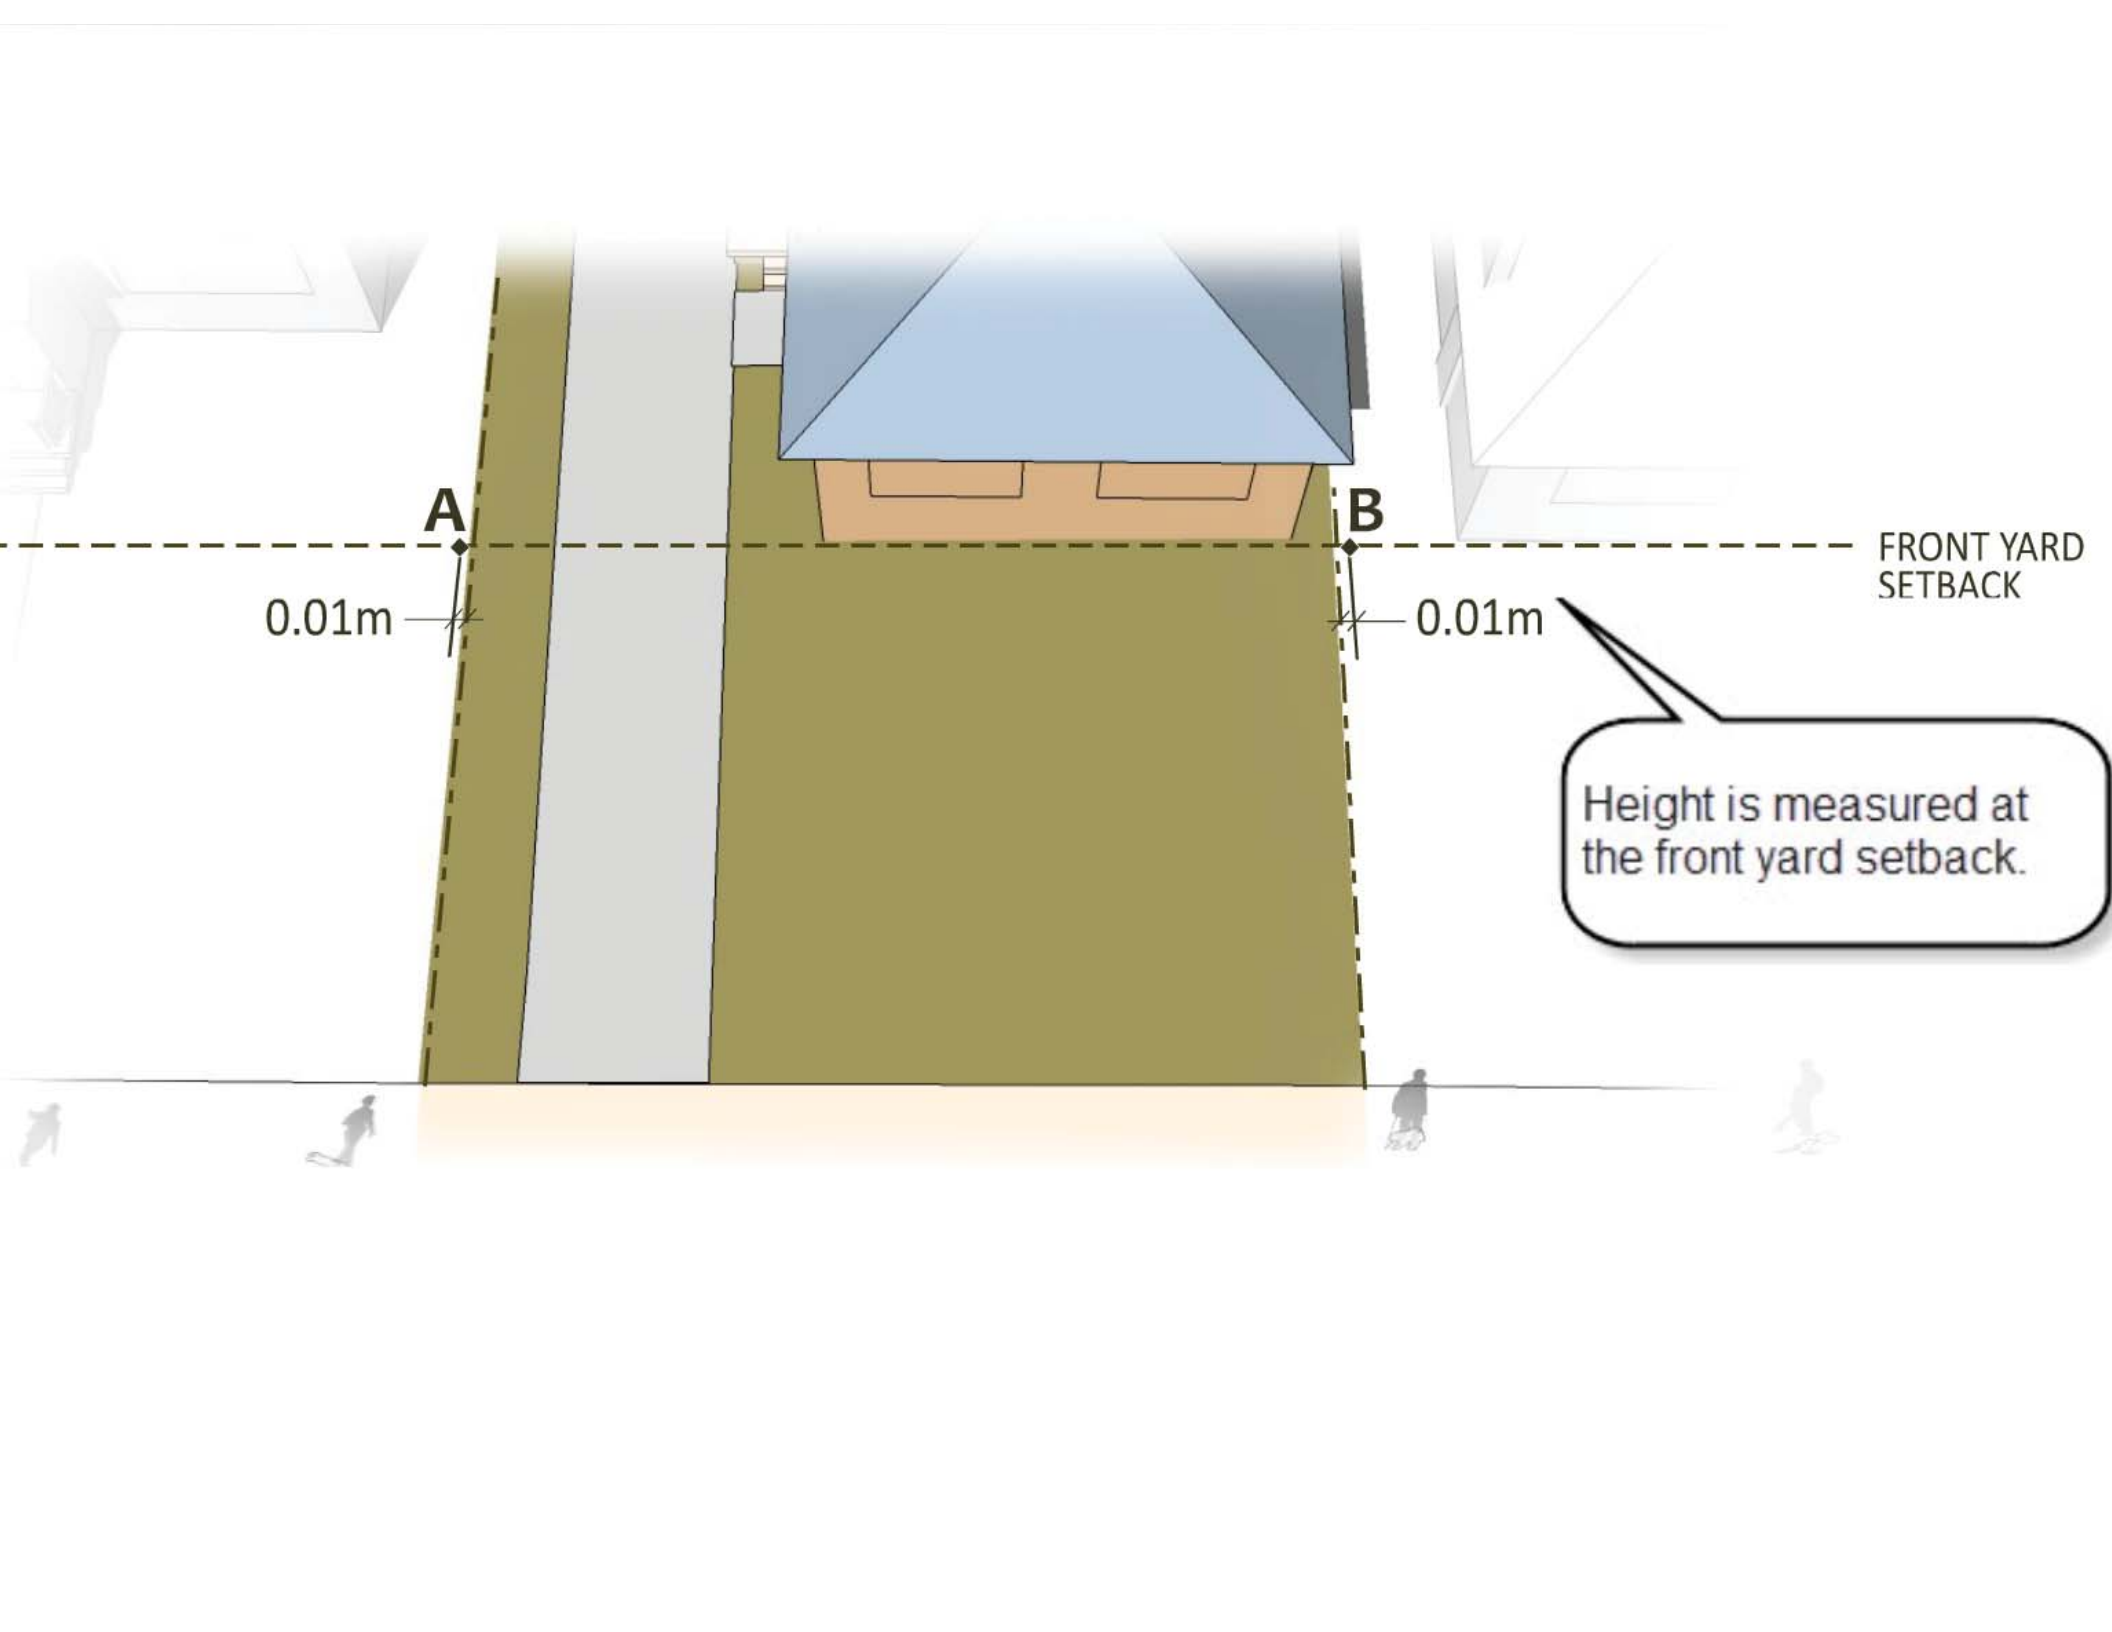 A
B
FRONT YARD
SETBACK
0.01m
0.01m
Height is measured at
the front yard setback.